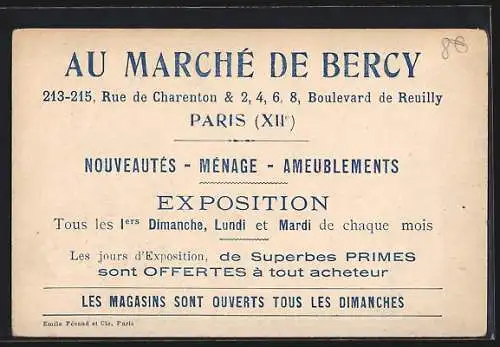 AU MARCHÉ DE BERCY
213-215, Rue de Charenton & 2, 4, 6, 8, Boulevard de Reuilly
PARIS (XIIᵉ)
NOUVEAUTÉS - MÉNAGE - AMEUBLEMENTS
EXPOSITION
Tous les 1ers Dimanche, Lundi et Mardi de chaque mois
Les jours d'Exposition, de Superbes PRIMES
sont OFFERTES à tout acheteur
LES MAGASINS SONT OUVERTS TOUS LES DIMANCHES
Emile Pécaud et Cie, Paris